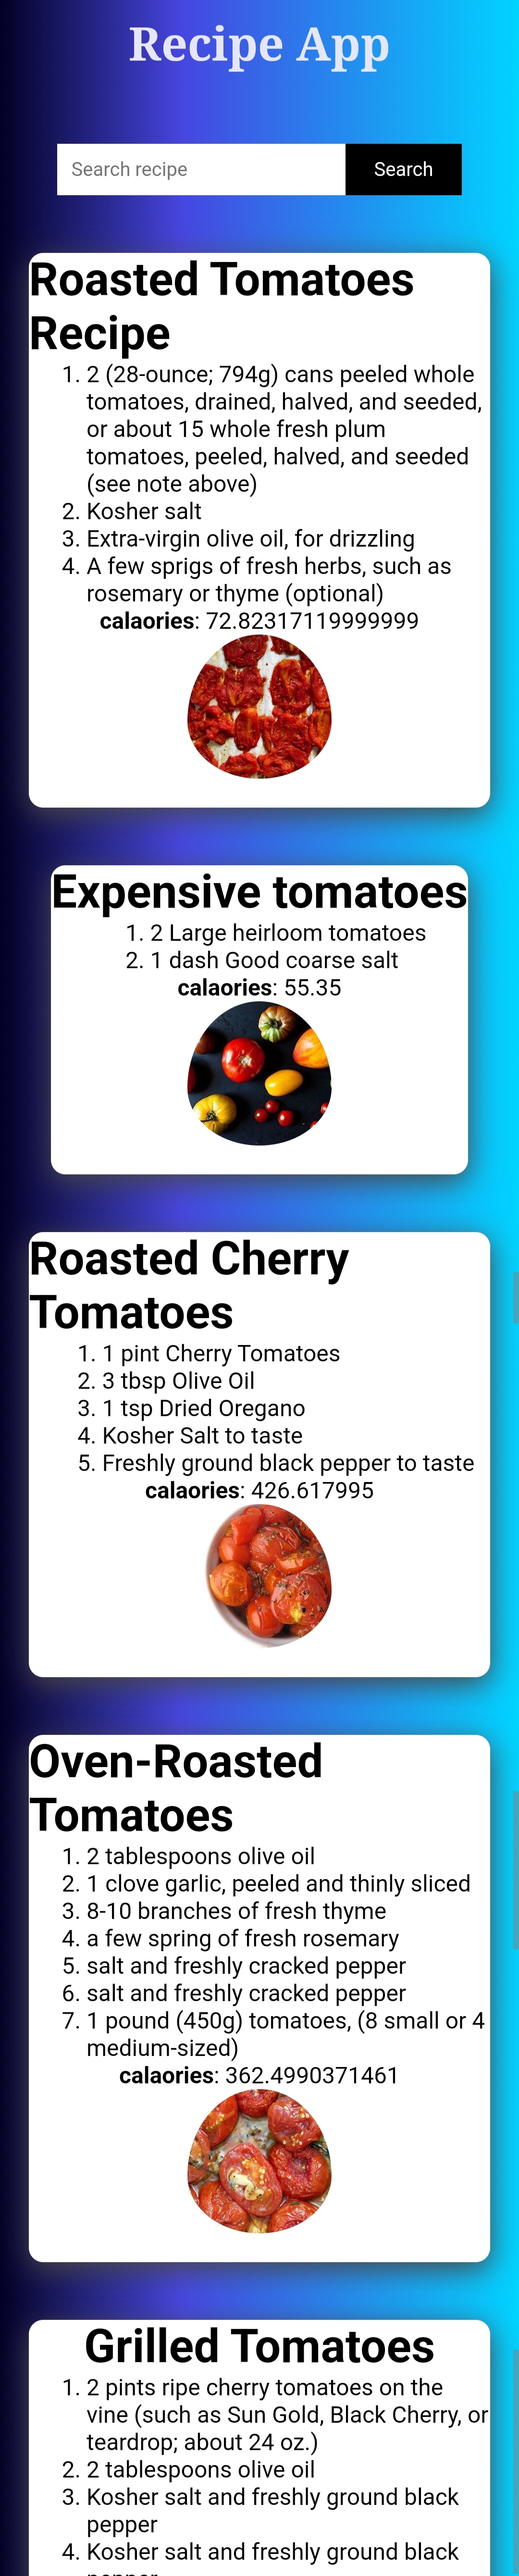 Recipe App
Search recipe
Search
Roasted Tomatoes
Recipe
1. 2 (28-ounce; 794g) cans peeled whole
tomatoes, drained, halved, and seeded,
or about 15 whole fresh plum
tomatoes, peeled, halved, and seeded
(see note above)
2. Kosher salt
3. Extra-virgin olive oil, for drizzling
4. A few sprigs of fresh herbs, such as
rosemary or thyme (optional)
calaories: 72.82317119999999
Expensive tomatoes
1. 2 Large heirloom tomatoes
2. 1 dash Good coarse salt
calaories: 55.35
Roasted Cherry
Tomatoes
1. 1 pint Cherry Tomatoes
2. 3 tbsp Olive Oil
3. 1 tsp Dried Oregano
4. Kosher Salt to taste
5. Freshly ground black pepper to taste
calaories: 426.617995
Oven-Roasted
Tomatoes
1. 2 tablespoons olive oil
2. 1 clove garlic, peeled and thinly sliced
3. 8-10 branches of fresh thyme
4. a few spring of fresh rosemary
5. salt and freshly cracked pepper
6. salt and freshly cracked pepper
7. 1 pound (450g) tomatoes, (8 small or 4
medium-sized)
calaories: 362.4990371461
Grilled Tomatoes
1. 2 pints ripe cherry tomatoes on the
vine (such as Sun Gold, Black Cherry, or
teardrop; about 24 oz.)
2. 2 tablespoons olive oil
3. Kosher salt and freshly ground black
pepper
4. Kosher salt and freshly ground black